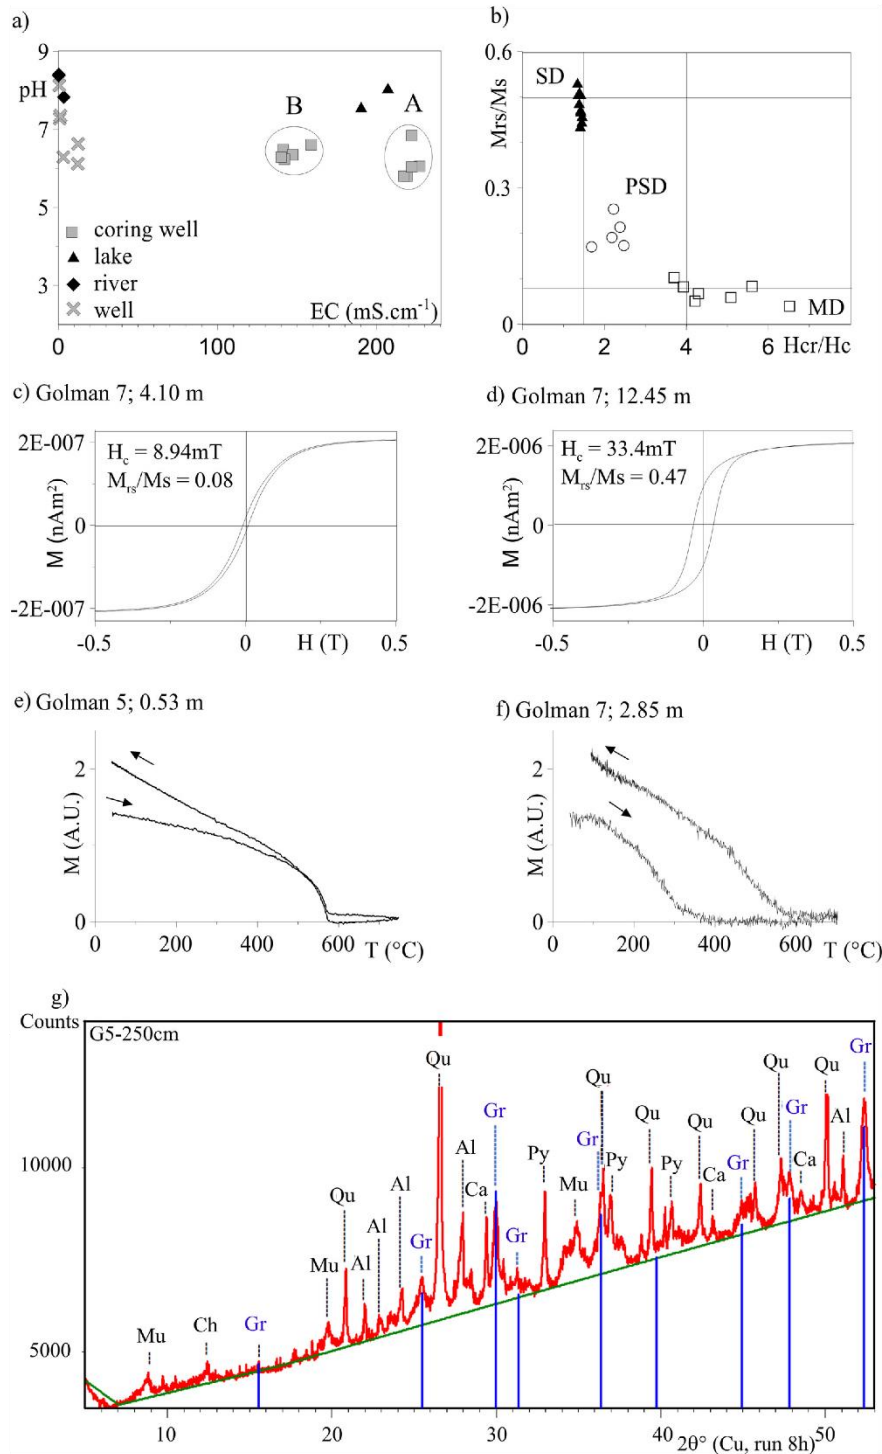 a)
9
pH
7
5
3
B
A
coring well
lake
river
well
EC (mS.cm⁻¹)
0
100
200
b)
0.6
Mrs/Ms
0.3
0
SD
PSD
MD
0
2
4
6
Hcr/Hc
c) Golman 7; 4.10 m
2E-007
0
-2E-007
M (nAm²)
H_c = 8.94mT
M_rs/Ms = 0.08
-0.5
0
0.5
H (T)
d) Golman 7; 12.45 m
2E-006
0
-2E-006
M (nAm²)
H_c = 33.4mT
M_rs/Ms = 0.47
-0.5
0
0.5
H (T)
e) Golman 5; 0.53 m
2
0
M (A.U.)
0
200
400
600
T (°C)
f) Golman 7; 2.85 m
2
0
M (A.U.)
0
200
400
600
T (°C)
g)
Counts
G5-250cm
10000
5000
Mu
Ch
Gr
Mu
Qu
Al
Al
Al
Gr
Qu
Al
Ca
Gr
Gr
Py
Mu
Gr
Qu
Py
Qu
Py
Qu
Ca
Gr
Qu
Qu
Gr
Ca
Qu
Al
Gr
10
20
30
40
50
2θ° (Cu, run 8h)